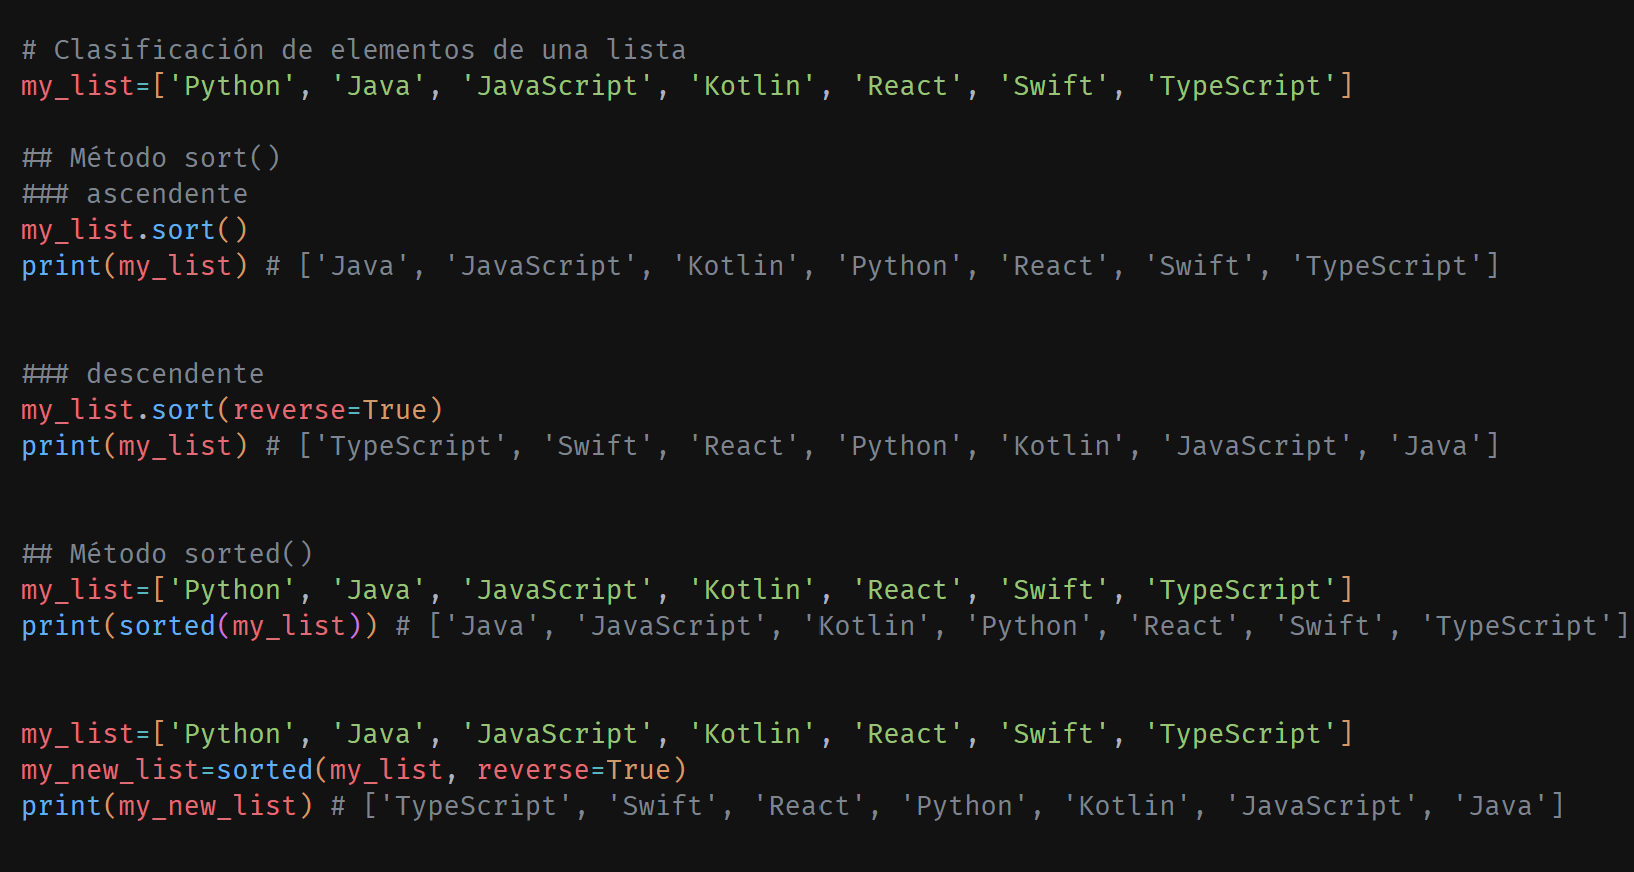 # Clasificación de elementos de una lista
my_list=['Python', 'Java', 'JavaScript', 'Kotlin', 'React', 'Swift', 'TypeScript']
## Método sort()
### ascendente
my_list.sort()
print(my_list) # ['Java', 'JavaScript', 'Kotlin', 'Python', 'React', 'Swift', 'TypeScript']
### descendente
my_list.sort(reverse=True)
print(my_list) # ['TypeScript', 'Swift', 'React', 'Python', 'Kotlin', 'JavaScript', 'Java']
## Método sorted()
my_list=['Python', 'Java', 'JavaScript', 'Kotlin', 'React', 'Swift', 'TypeScript']
print(sorted(my_list)) # ['Java', 'JavaScript', 'Kotlin', 'Python', 'React', 'Swift', 'TypeScript']
my_list=['Python', 'Java', 'JavaScript', 'Kotlin', 'React', 'Swift', 'TypeScript']
my_new_list=sorted(my_list, reverse=True)
print(my_new_list) # ['TypeScript', 'Swift', 'React', 'Python', 'Kotlin', 'JavaScript', 'Java']